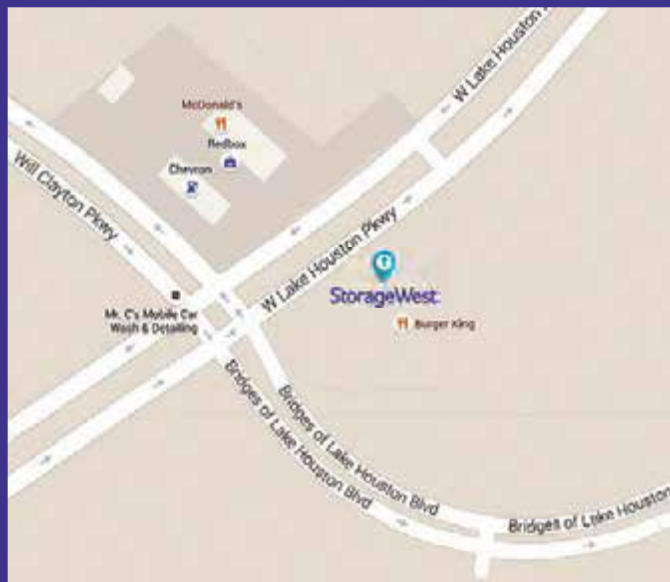 W Lake Houston P
McDonald's
Redbox
Chevron
Will Clayton Pkwy
W Lake Houston Pkwy
StorageWest
Mr. C's Mobile Car
Wash & Detailing
Burger King
Bridges of Lake Houston Blvd
Bridges of Lake Houston Blvd
Bridges of Lake Houston